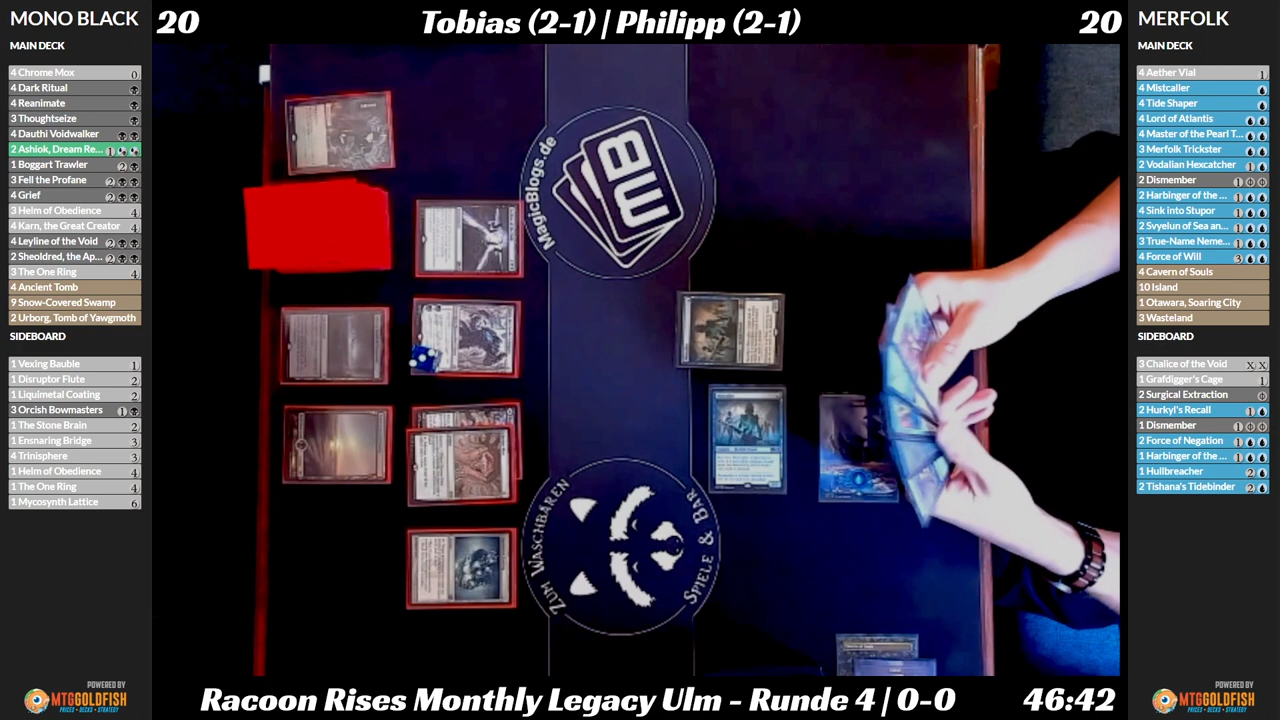 MONO BLACK
MAIN DECK
4 Chrome Mox 0
4 Dark Ritual
4 Reanimate
3 Thoughtseize
4 Dauthi Voidwalker
2 Ashiok, Dream Re... 1
1 Boggart Trawler 2
3 Fell the Profane 2
4 Grief 2
3 Helm of Obedience 4
4 Karn, the Great Creator 4
4 Leyline of the Void 2
2 Sheoldred, the Ap... 2
3 The One Ring 4
4 Ancient Tomb
9 Snow-Covered Swamp
2 Urborg, Tomb of Yawgmoth
SIDEBOARD
1 Vexing Bauble 1
1 Disruptor Flute 2
1 Liquimetal Coating 2
3 Orcish Bowmasters 1
1 The Stone Brain 2
1 Ensnaring Bridge 3
4 Trinisphere 3
1 Helm of Obedience 4
1 The One Ring 4
1 Mycosynth Lattice 6
POWERED BY
MTGGOLDFISH
PRICES • DECKS • STRATEGY
20
Tobias (2-1) | Philipp (2-1)
20
MagicBlogs.de
MB
ZUM WASCHBÄREN
SPIELE & BAR
Racoon Rises Monthly Legacy Ulm - Runde 4 | 0-0
46:42
MERFOLK
MAIN DECK
4 Aether Vial 1
4 Mistcaller
4 Tide Shaper
4 Lord of Atlantis
4 Master of the Pearl T...
3 Merfolk Trickster
2 Vodalian Hexcatcher 1
2 Dismember 1
2 Harbinger of the ... 1
4 Sink into Stupor 1
2 Svyelun of Sea an... 1
3 True-Name Neme... 1
4 Force of Will 3
4 Cavern of Souls
10 Island
1 Otawara, Soaring City
3 Wasteland
SIDEBOARD
3 Chalice of the Void X X
1 Grafdigger's Cage 1
2 Surgical Extraction
2 Hurkyl's Recall 1
1 Dismember 1
2 Force of Negation 1
1 Harbinger of the ... 1
1 Hullbreacher 2
2 Tishana's Tidebinder 2
POWERED BY
MTGGOLDFISH
PRICES • DECKS • STRATEGY